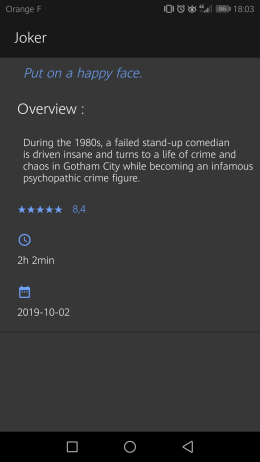 Orange F
86
18:03
Joker
Put on a happy face.
Overview :
During the 1980s, a failed stand-up comedian
is driven insane and turns to a life of crime and
chaos in Gotham City while becoming an infamous
psychopathic crime figure.
8,4
2h 2min
2019-10-02